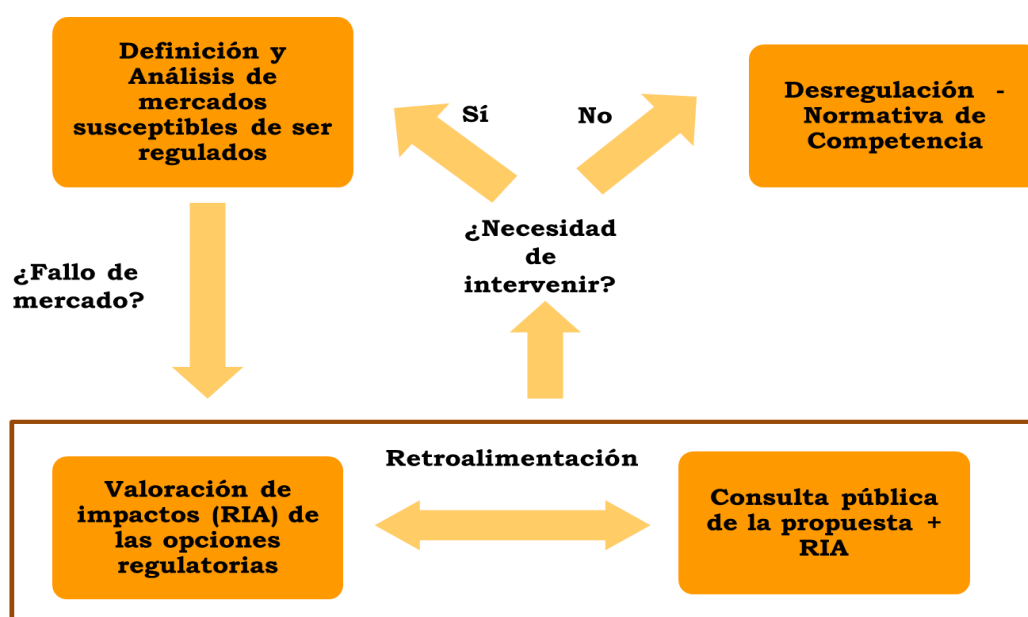 Definición y
Análisis de
mercados
susceptibles de ser
regulados
Sí
No
Desregulación -
Normativa de
Competencia
¿Fallo de
mercado?
¿Necesidad
de
intervenir?
Retroalimentación
Valoración de
impactos (RIA) de
las opciones
regulatorias
Consulta pública
de la propuesta +
RIA